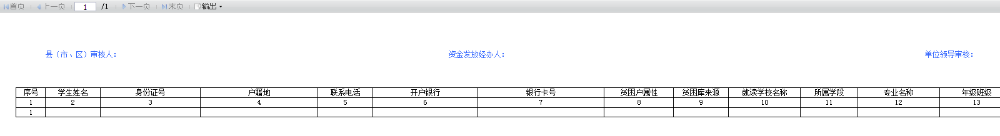 首页 上一页 1 /1 下一页 末页 输出
县（市、区）审核人： 资金发放经办人： 单位领导审核：
序号 学生姓名 身份证号 户籍地 联系电话 开户银行 银行卡号 贫困户属性 贫困库来源 就读学校名称 所属学段 专业名称 年级班级
1 2 3 4 5 6 7 8 9 10 11 12 13
1